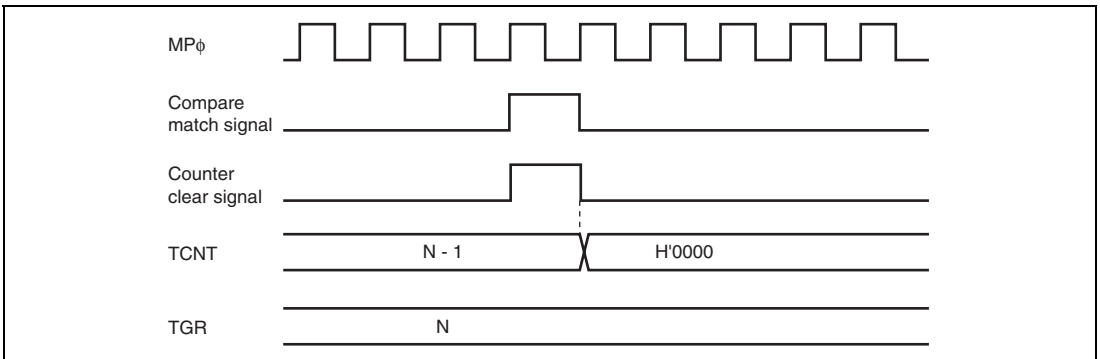 MPφ
Compare
match signal
Counter
clear signal
TCNT
N - 1
H'0000
TGR
N